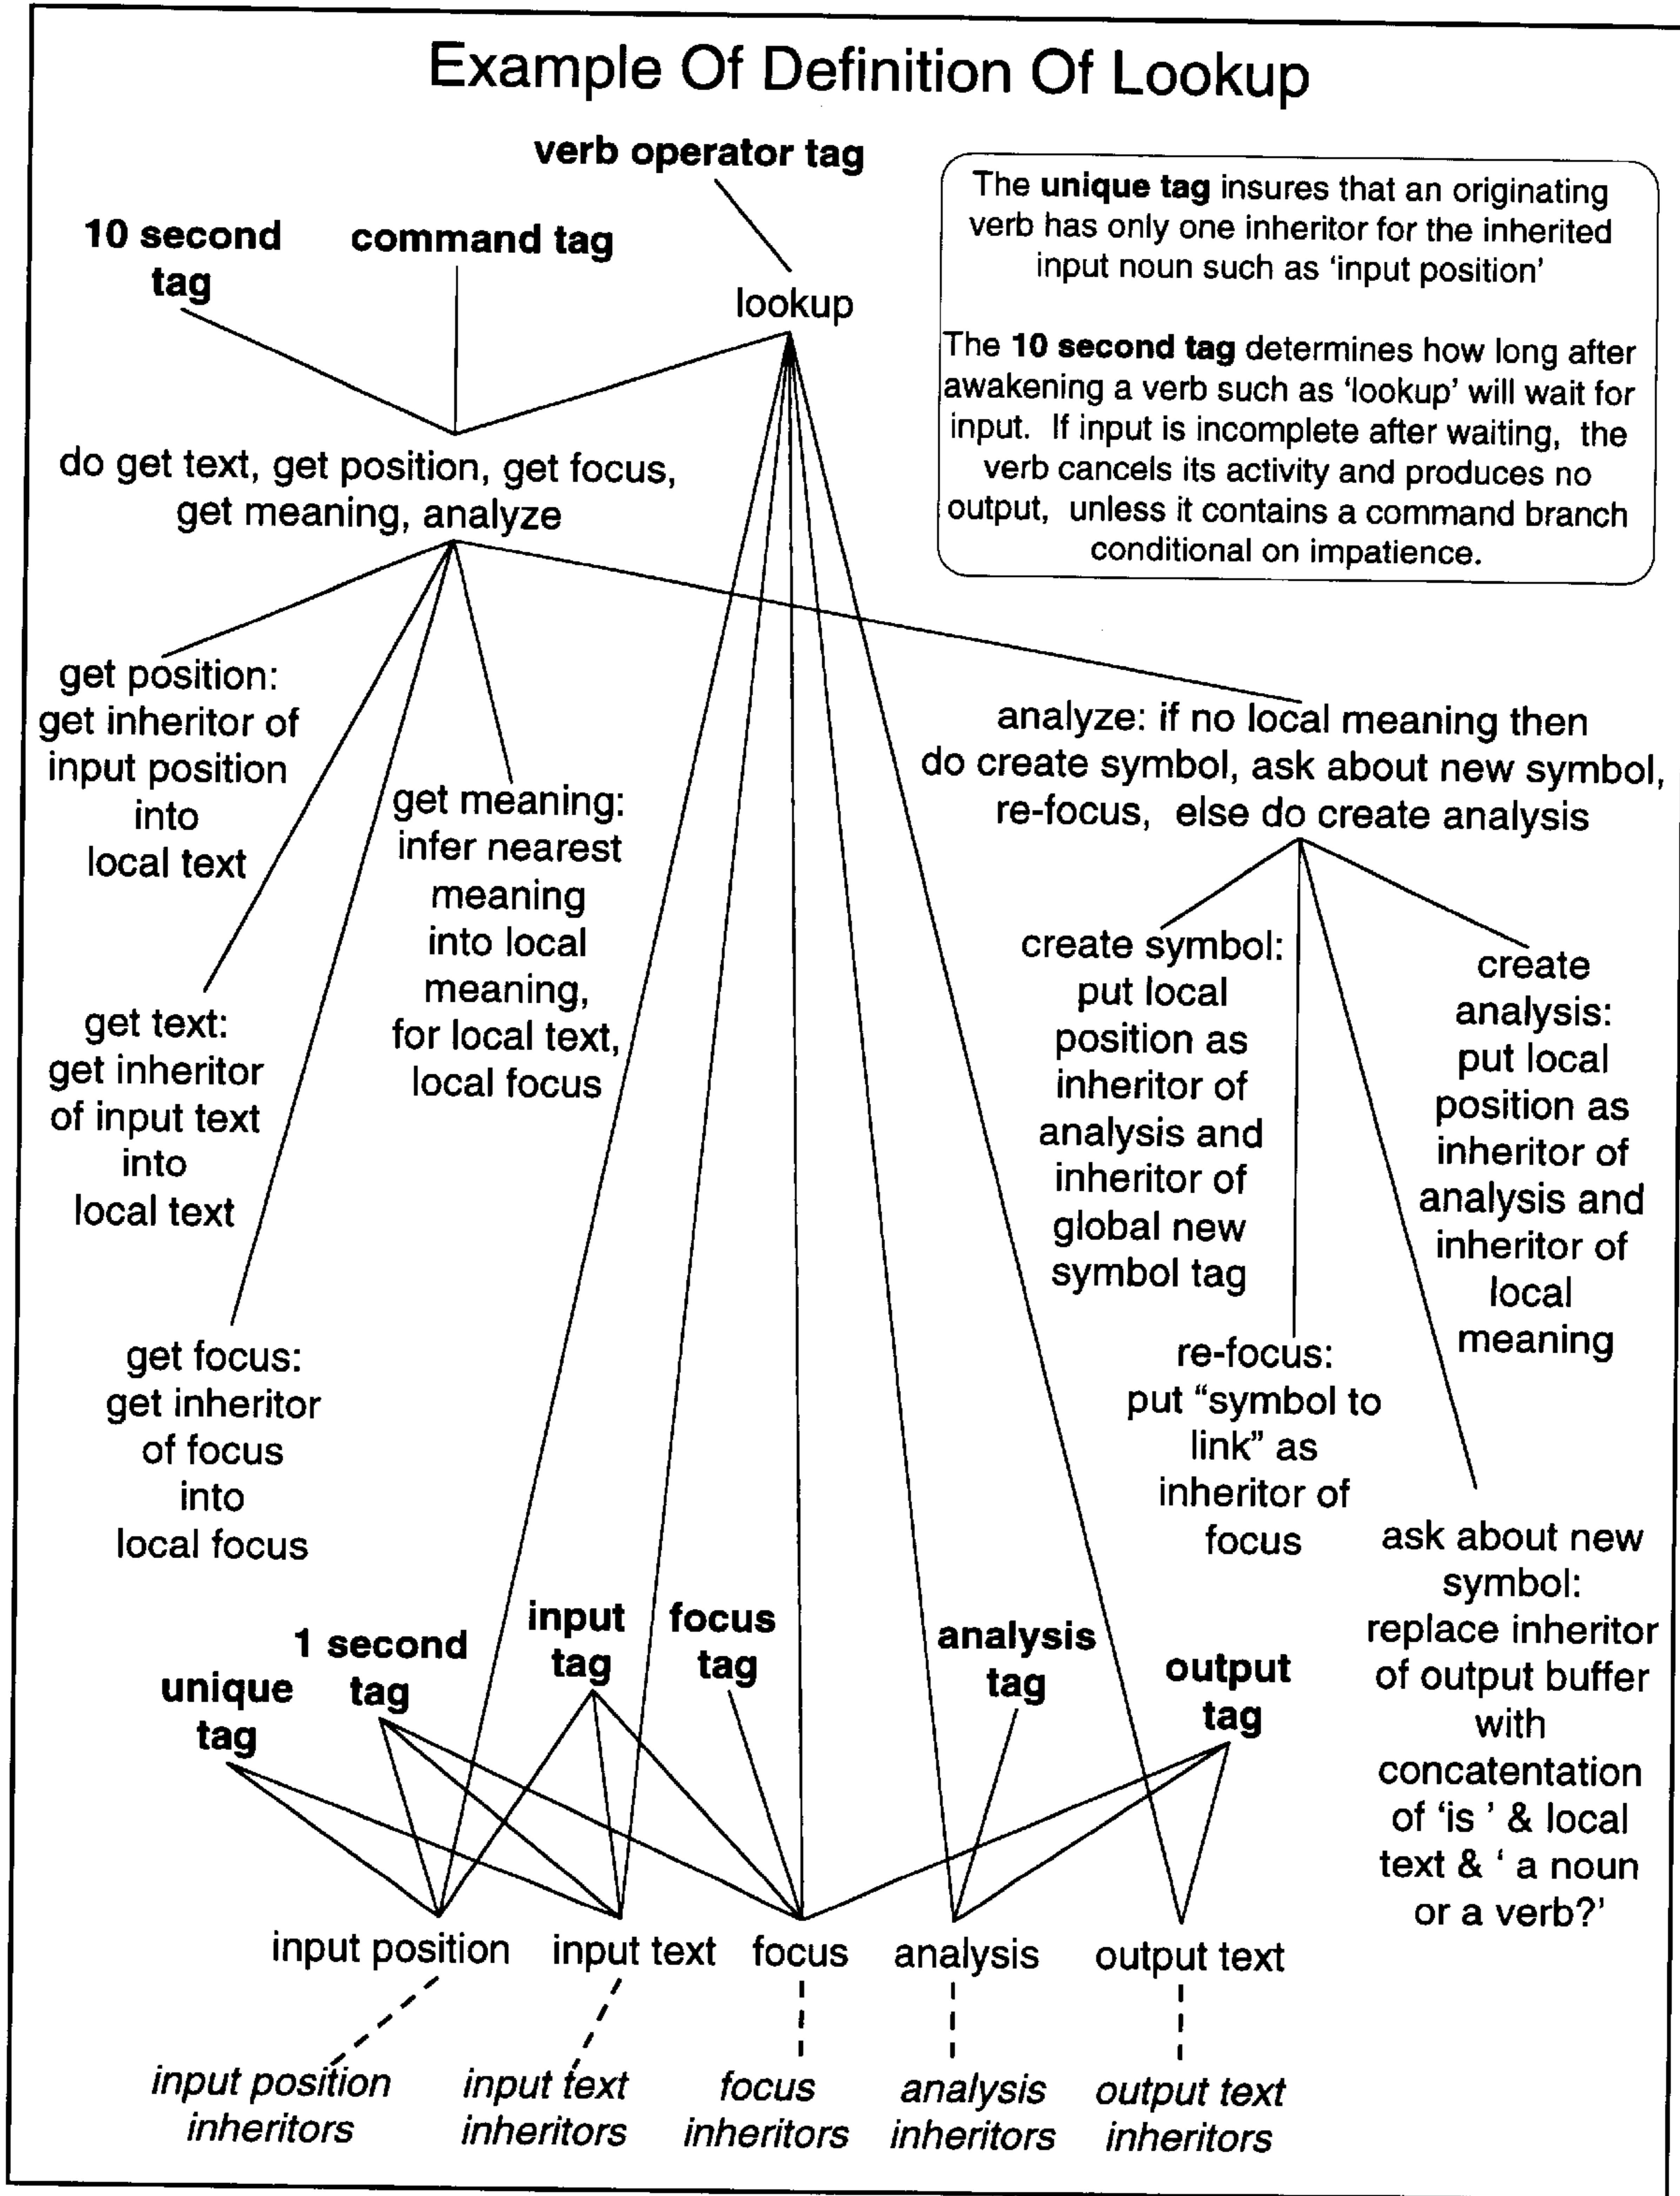 Example Of Definition Of Lookup
verb operator tag
10 second
tag
command tag
lookup
The unique tag insures that an originating
verb has only one inheritor for the inherited
input noun such as ‘input position’
The 10 second tag determines how long after
awakening a verb such as ‘lookup’ will wait for
input. If input is incomplete after waiting, the
verb cancels its activity and produces no
output, unless it contains a command branch
conditional on impatience.
do get text, get position, get focus,
get meaning, analyze
get position:
get inheritor of
input position
into
local text
get meaning:
infer nearest
meaning
into local
meaning,
for local text,
local focus
analyze: if no local meaning then
do create symbol, ask about new symbol,
re-focus, else do create analysis
get text:
get inheritor
of input text
into
local text
create symbol:
put local
position as
inheritor of
analysis and
inheritor of
global new
symbol tag
create
analysis:
put local
position as
inheritor of
analysis and
inheritor of
local
meaning
get focus:
get inheritor
of focus
into
local focus
re-focus:
put “symbol to
link” as
inheritor of
focus
ask about new
symbol:
replace inheritor
of output buffer
with
concatentation
of ‘is ’ & local
text & ‘ a noun
or a verb?’
unique
tag
1 second
tag
input
tag
focus
tag
analysis
tag
output
tag
input position
input text
focus
analysis
output text
input position
inheritors
input text
inheritors
focus
inheritors
analysis
inheritors
output text
inheritors